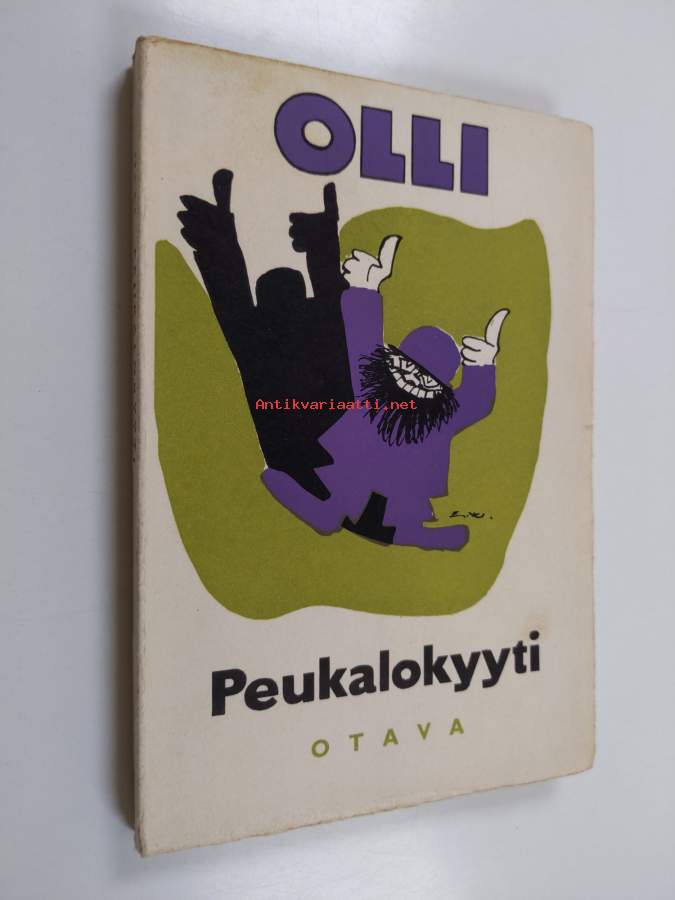 OLLI
Antikvariaatti.net
Peukalokyyti
OTAVA